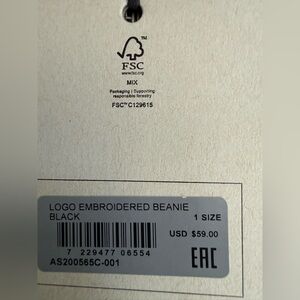 FSC™
www.fsc.org
MIX
Packaging | Supporting
responsible forestry
FSC™ C129615
LOGO EMBROIDERED BEANIE
BLACK
1 SIZE
USD $59.00
7 229477 06554
AS200565C-001
EAC